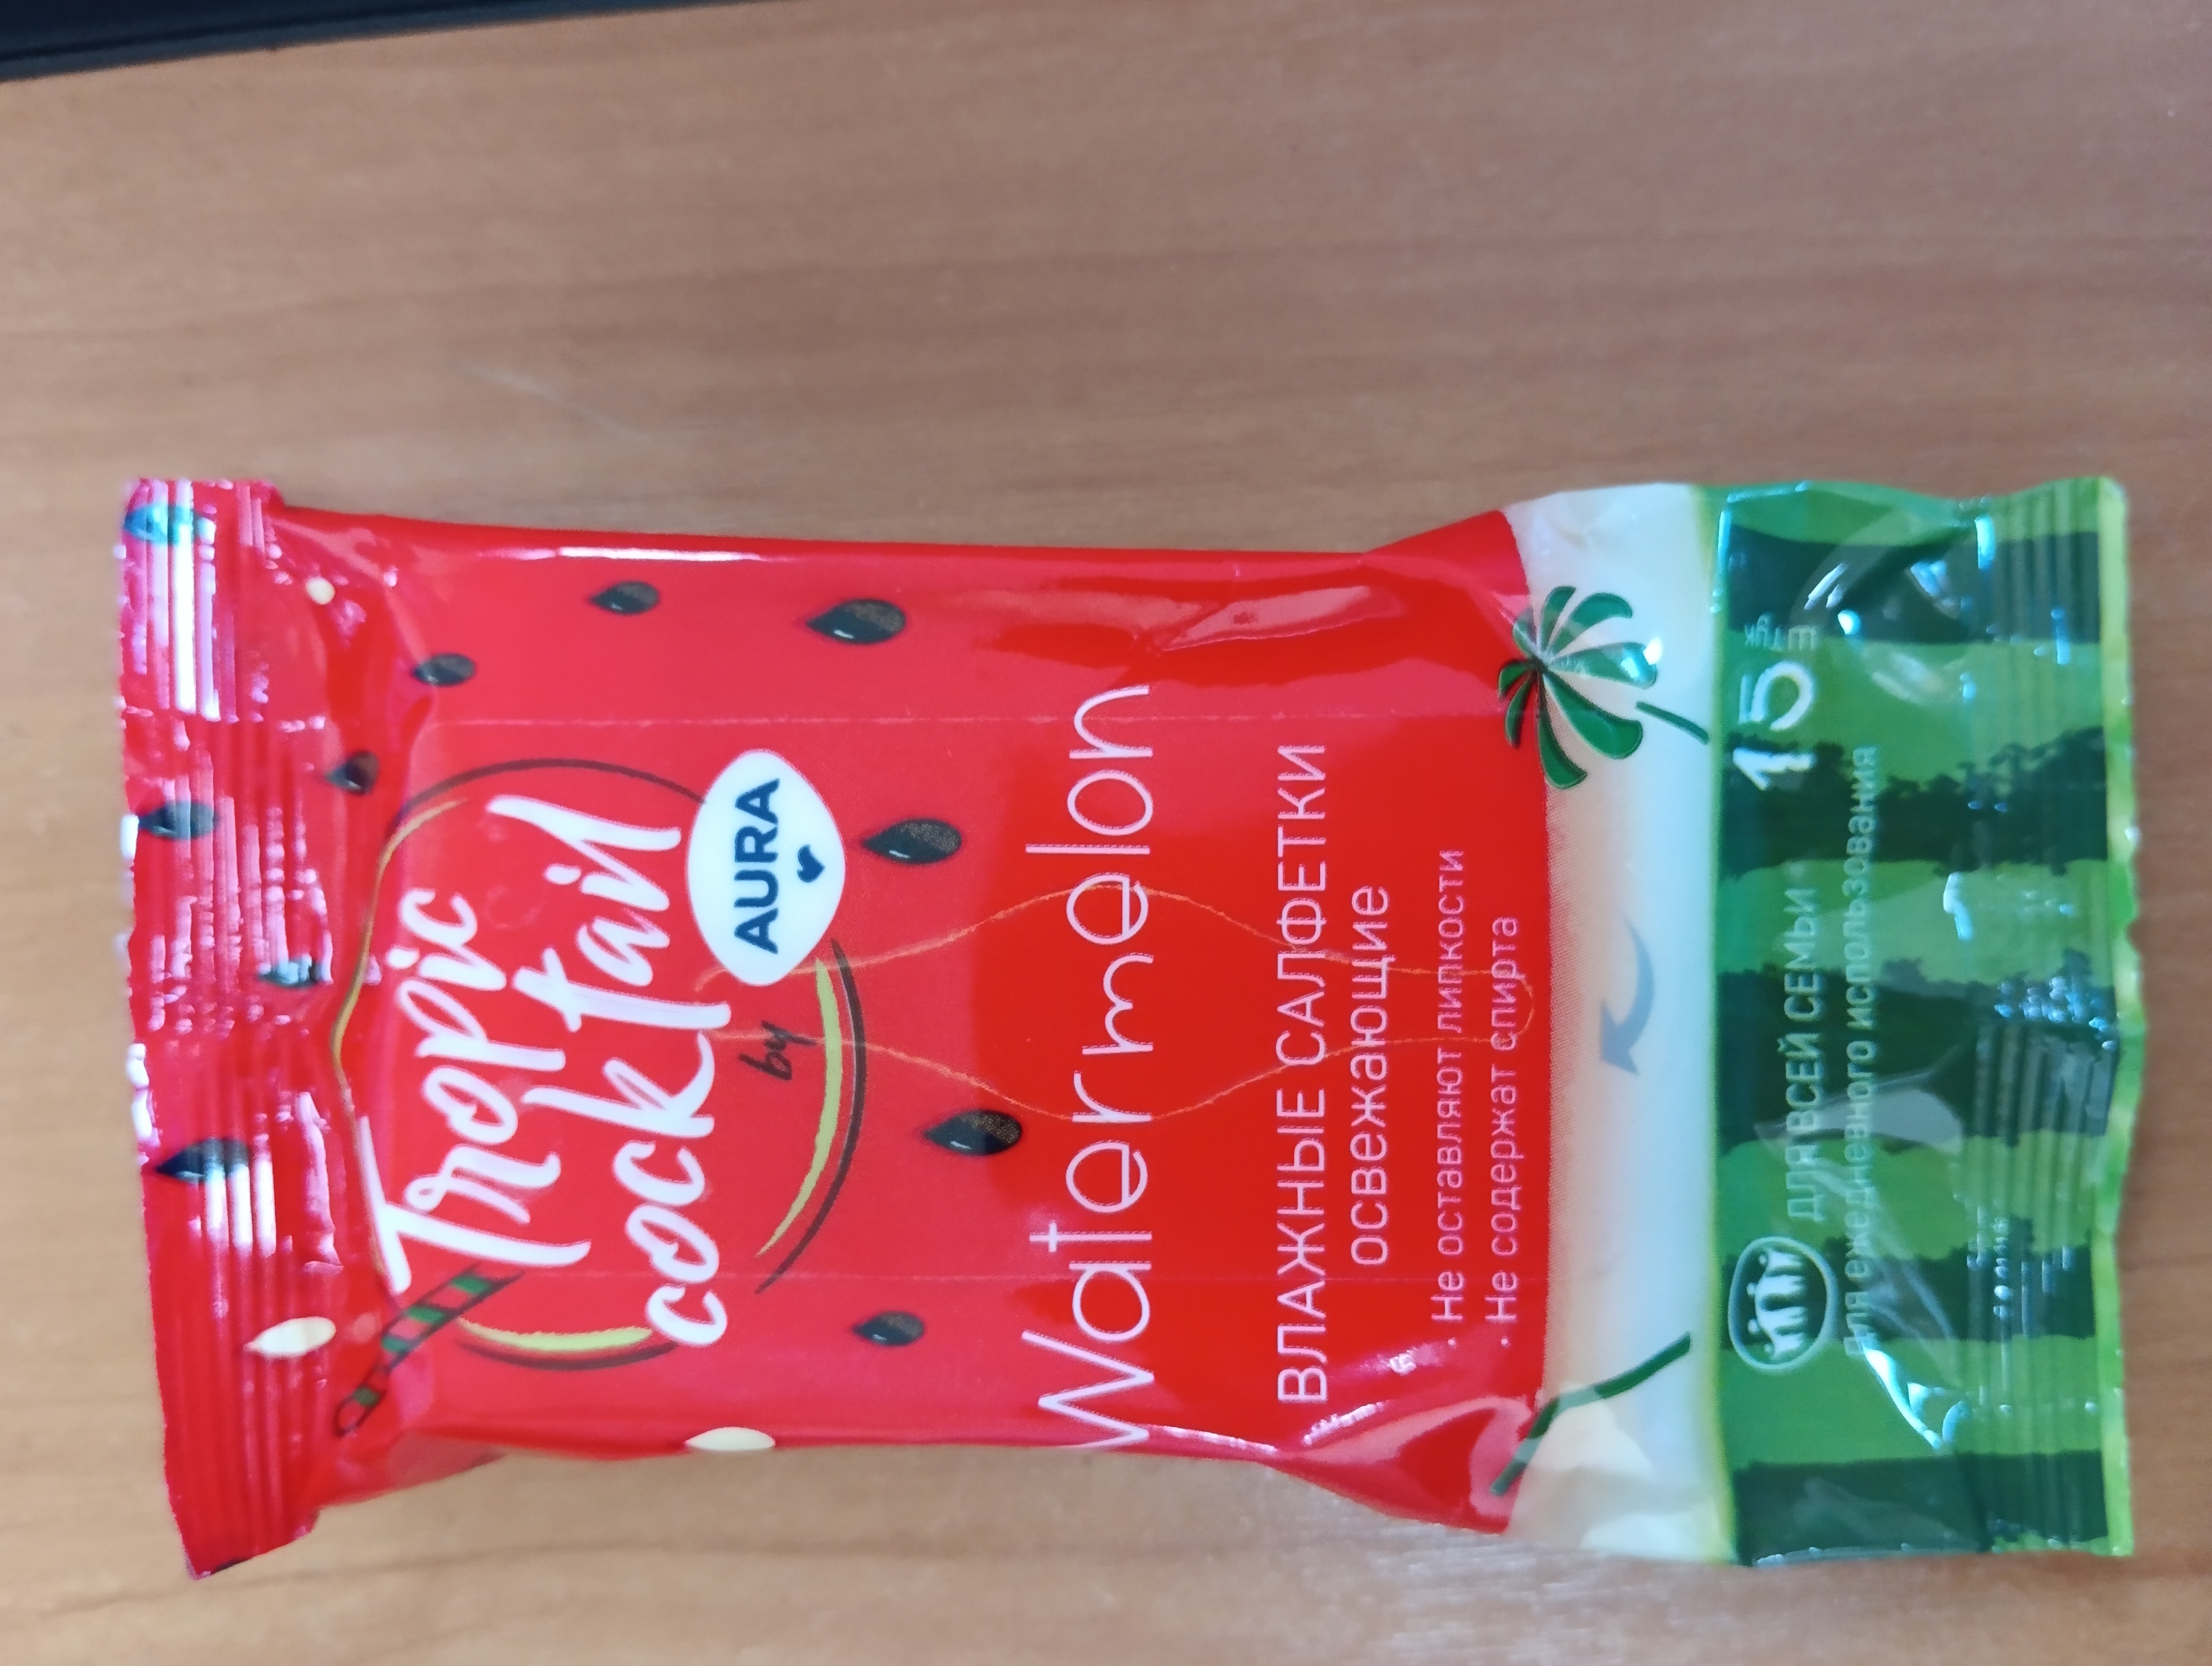 Tropic
cocktail
by AURA
Watermelon
ВЛАЖНЫЕ САЛФЕТКИ
ОСВЕЖАЮЩИЕ
· Не оставляют липкости
· Не содержат спирта
15
ДЛЯ ВСЕЙ СЕМЬИ
Для ежедневного использования